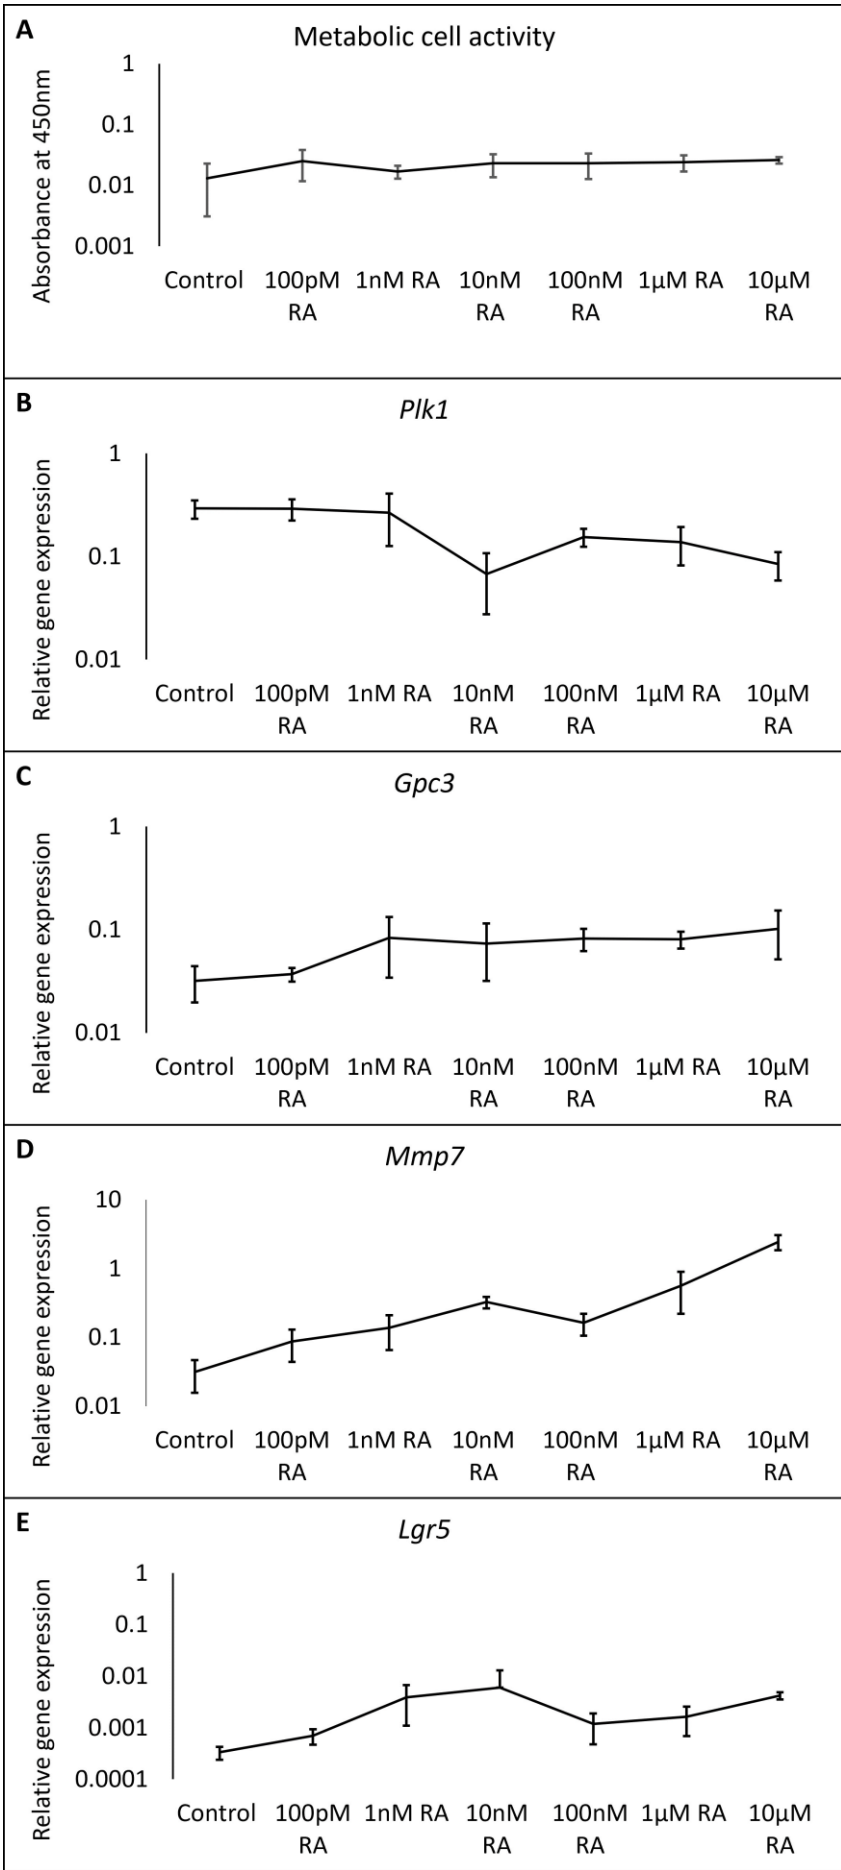 A
Metabolic cell activity
Absorbance at 450nm
1
0.1
0.01
0.001
Control 100pM 1nM RA 10nM 100nM 1µM RA 10µM
RA RA RA RA
B
Plk1
Relative gene expression
1
0.1
0.01
Control 100pM 1nM RA 10nM 100nM 1µM RA 10µM
RA RA RA RA
C
Gpc3
Relative gene expression
1
0.1
0.01
Control 100pM 1nM RA 10nM 100nM 1µM RA 10µM
RA RA RA RA
D
Mmp7
Relative gene expression
10
1
0.1
0.01
Control 100pM 1nM RA 10nM 100nM 1µM RA 10µM
RA RA RA RA
E
Lgr5
Relative gene expression
1
0.1
0.01
0.001
0.0001
Control 100pM 1nM RA 10nM 100nM 1µM RA 10µM
RA RA RA RA